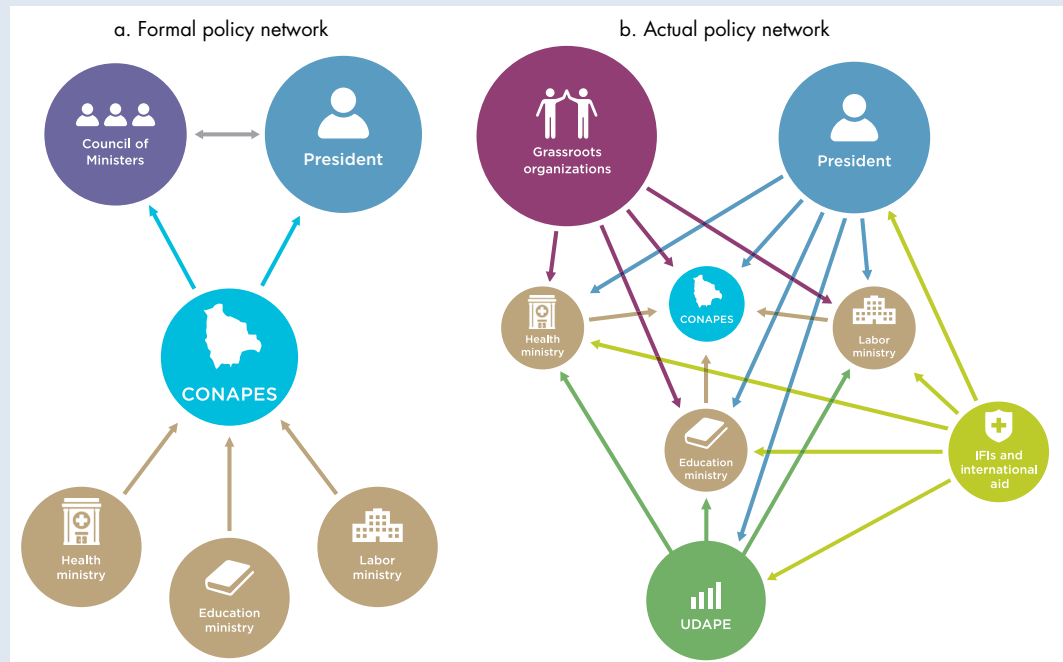 a. Formal policy network
Council of
Ministers
President
CONAPES
Health
ministry
Education
ministry
Labor
ministry
b. Actual policy network
Grassroots
organizations
President
Health
ministry
CONAPES
Labor
ministry
Education
ministry
IFIs and
international
aid
UDAPE